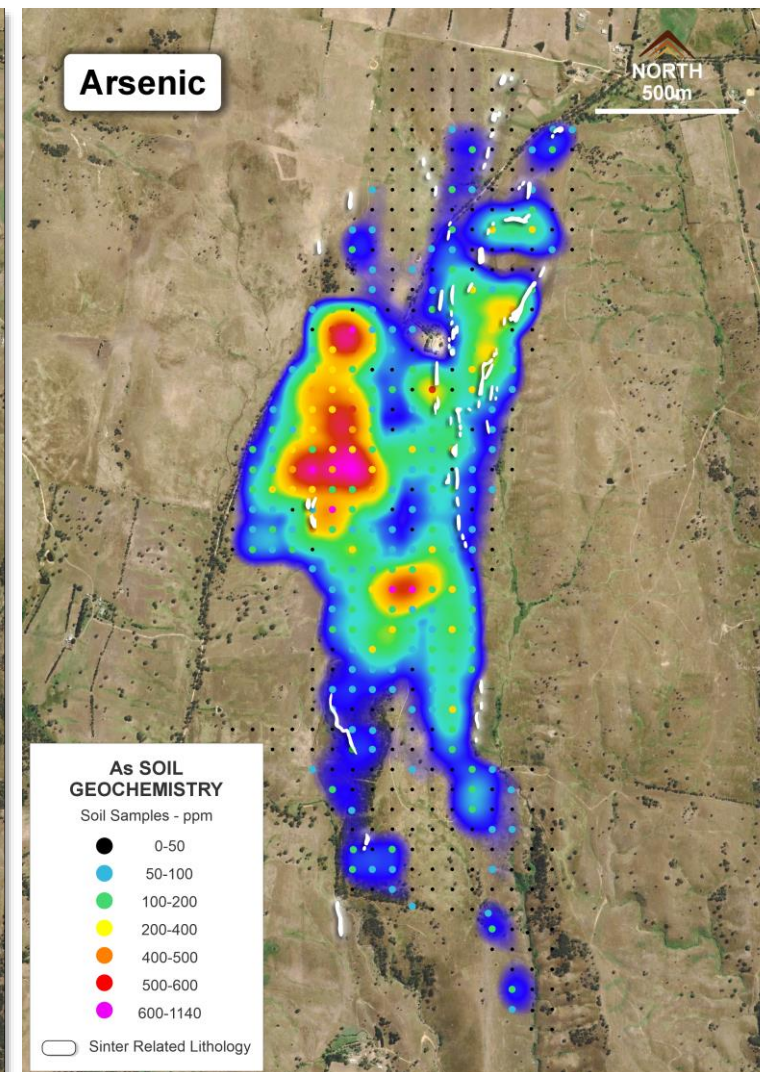 Arsenic
NORTH
500m
As SOIL
GEOCHEMISTRY
Soil Samples - ppm
0-50
50-100
100-200
200-400
400-500
500-600
600-1140
Sinter Related Lithology